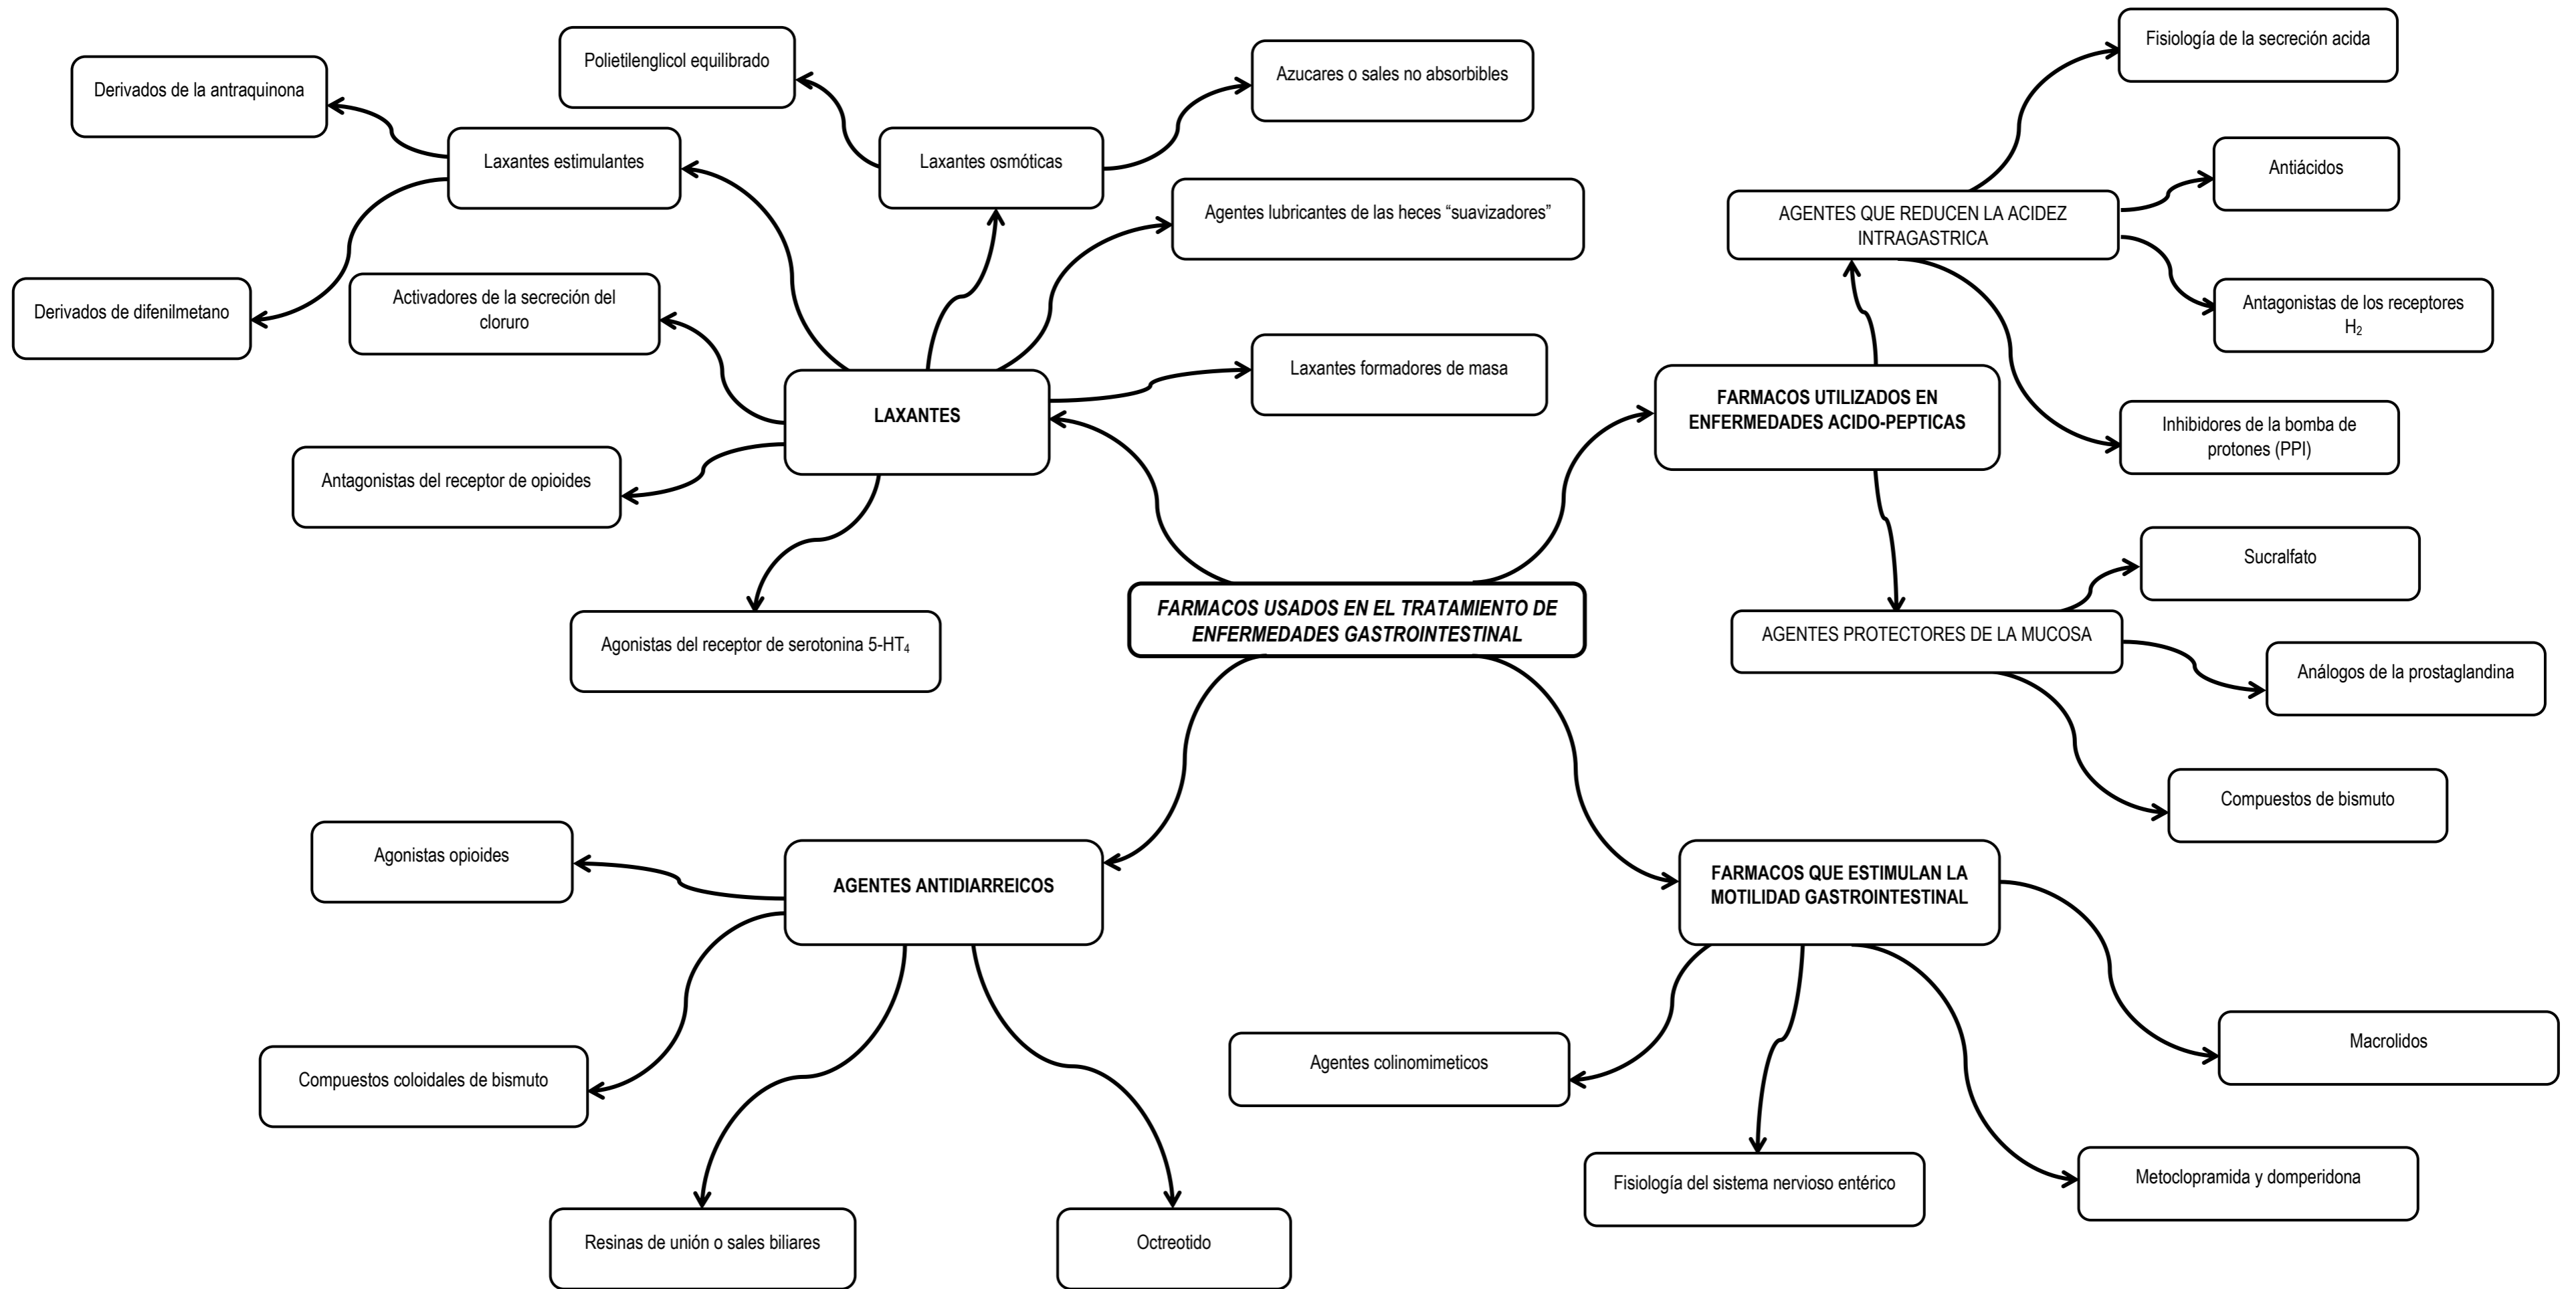 Fisiología de la secreción acida
Polietilenglicol equilibrado
Azucares o sales no absorbibles
Derivados de la antraquinona
Laxantes estimulantes
Laxantes osmóticas
Antiácidos
Agentes lubricantes de las heces “suavizadores”
AGENTES QUE REDUCEN LA ACIDEZ
INTRAGASTRICA
Derivados de difenilmetano
Activadores de la secreción del
cloruro
Antagonistas de los receptores
H₂
Laxantes formadores de masa
LAXANTES
FARMACOS UTILIZADOS EN
ENFERMEDADES ACIDO-PEPTICAS
Inhibidores de la bomba de
protones (PPI)
Antagonistas del receptor de opioides
Sucralfato
FARMACOS USADOS EN EL TRATAMIENTO DE
ENFERMEDADES GASTROINTESTINAL
Agonistas del receptor de serotonina 5-HT₄
AGENTES PROTECTORES DE LA MUCOSA
Análogos de la prostaglandina
Compuestos de bismuto
Agonistas opioides
AGENTES ANTIDIARREICOS
FARMACOS QUE ESTIMULAN LA
MOTILIDAD GASTROINTESTINAL
Macrolidos
Agentes colinomimeticos
Compuestos coloidales de bismuto
Metoclopramida y domperidona
Fisiología del sistema nervioso entérico
Resinas de unión o sales biliares
Octreotido